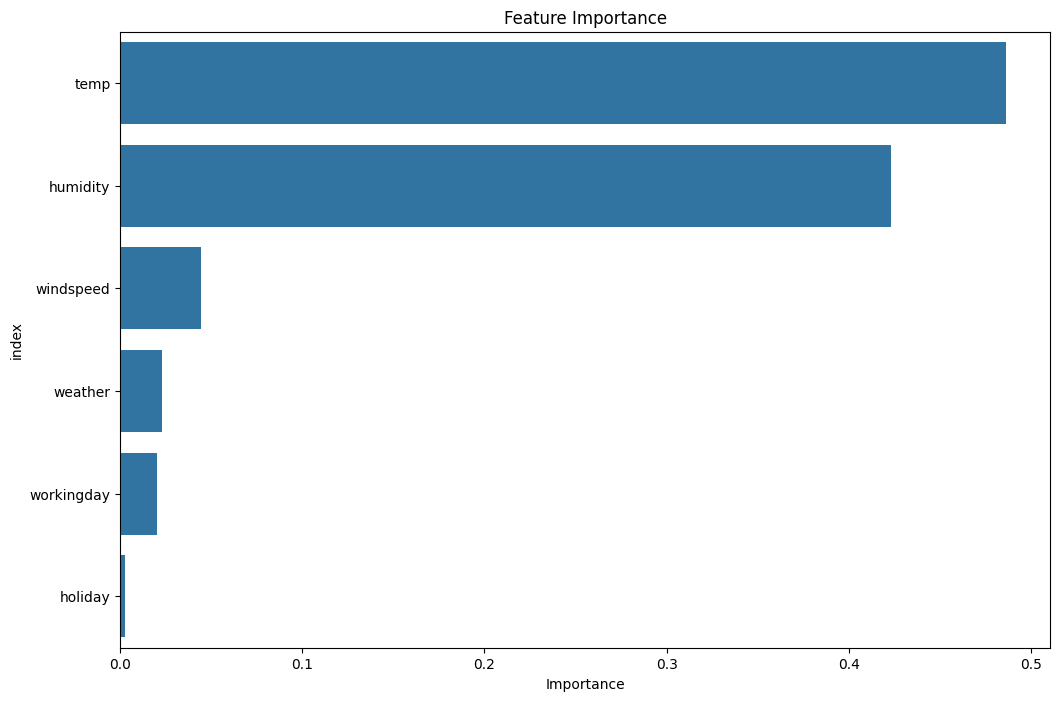 Feature Importance
temp
humidity
windspeed
weather
workingday
holiday
index
0.0 0.1 0.2 0.3 0.4 0.5
Importance